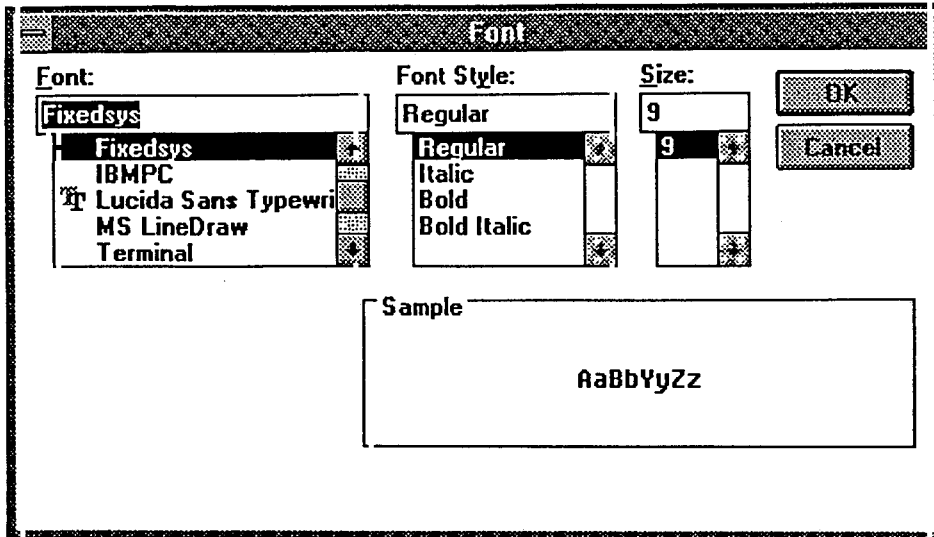 Font
Font:
Fixedsys
Fixedsys
IBMPC
Lucida Sans Typewri
MS LineDraw
Terminal
Font Style:
Regular
Regular
Italic
Bold
Bold Italic
Size:
9
9
OK
Cancel
Sample
AaBbYyZz